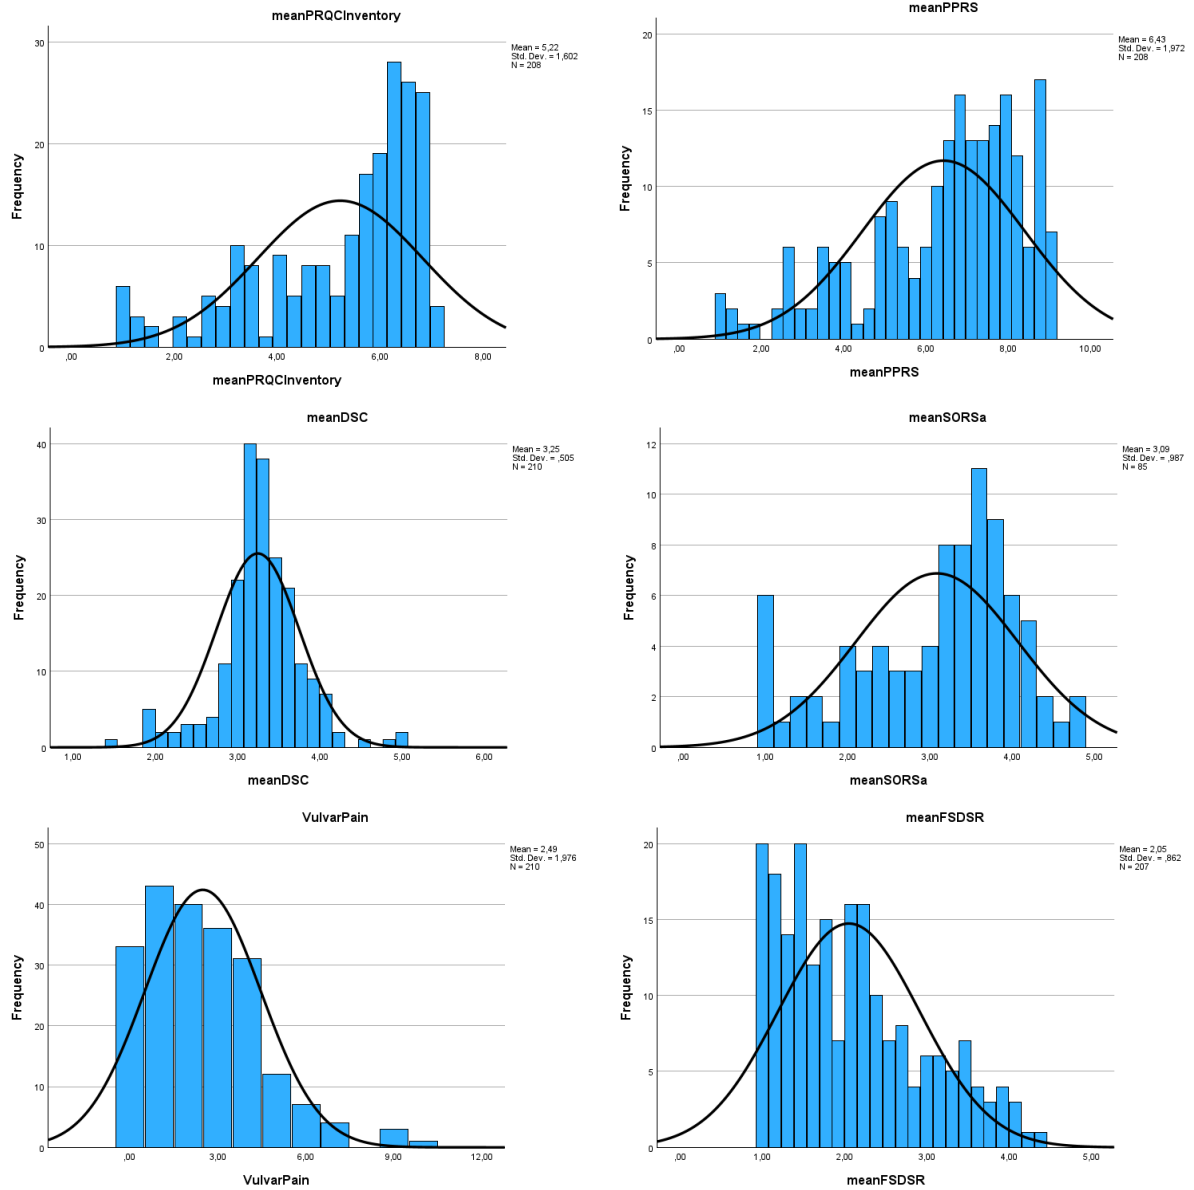 meanPRQCInventory
Mean = 5,22
Std. Dev. = 1,602
N = 208
30
20
10
0
Frequency
,00
2,00
4,00
6,00
8,00
meanPRQCInventory
meanPPRS
Mean = 6,43
Std. Dev. = 1,972
N = 208
20
15
10
5
0
Frequency
,00
2,00
4,00
6,00
8,00
10,00
meanPPRS
meanDSC
Mean = 3,25
Std. Dev. = ,505
N = 210
40
30
20
10
0
Frequency
1,00
2,00
3,00
4,00
5,00
6,00
meanDSC
meanSORSa
Mean = 3,09
Std. Dev. = ,987
N = 85
12
10
8
6
4
2
0
Frequency
,00
1,00
2,00
3,00
4,00
5,00
meanSORSa
VulvarPain
Mean = 2,49
Std. Dev. = 1,976
N = 210
50
40
30
20
10
0
Frequency
,00
3,00
6,00
9,00
12,00
VulvarPain
meanFSDSR
Mean = 2,05
Std. Dev. = ,862
N = 207
20
15
10
5
0
Frequency
,00
1,00
2,00
3,00
4,00
5,00
meanFSDSR